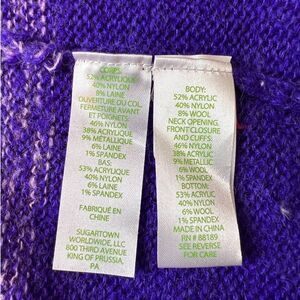 CORPS:
52% ACRYLIQUE
40% NYLON
8% LAINE
OUVERTURE DU COL,
FERMETURE AVANT
ET POIGNETS:
46% NYLON
38% ACRYLIQUE
9% MÉTALLIQUE
6% LAINE
1% SPANDEX
BAS:
53% ACRYLIQUE
40% NYLON
6% LAINE
1% SPANDEX
FABRIQUÉ EN
CHINE
SUGARTOWN
WORLDWIDE, LLC
800 THIRD AVENUE
KING OF PRUSSIA,
PA
BODY:
52% ACRYLIC
40% NYLON
8% WOOL
NECK OPENING,
FRONT CLOSURE
AND CUFFS:
46% NYLON
38% ACRYLIC
9% METALLIC
6% WOOL
1% SPANDEX
BOTTOM:
53% ACRYLIC
40% NYLON
6% WOOL
1% SPANDEX
MADE IN CHINA
RN# 88189
SEE REVERSE
FOR CARE